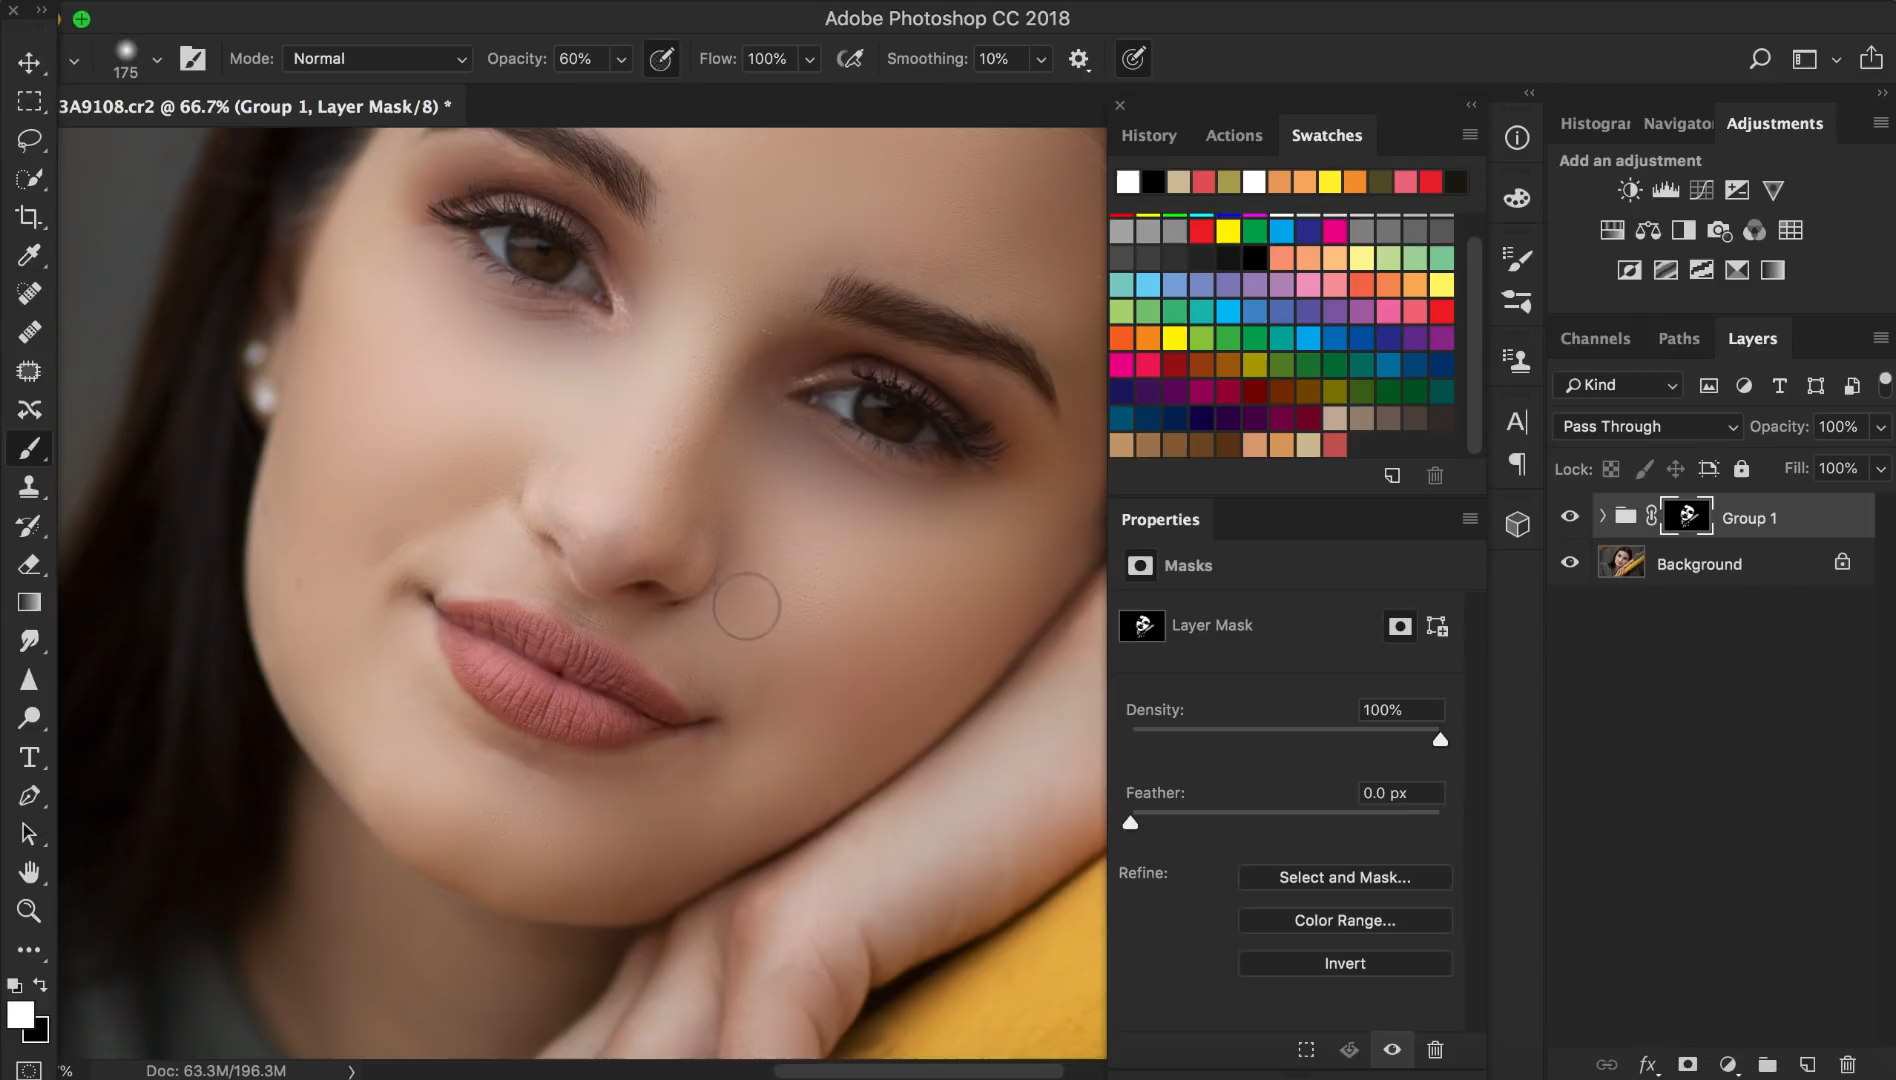 Adobe Photoshop CC 2018
175
Mode: Normal
Opacity: 60%
Flow: 100%
Smoothing: 10%
3A9108.cr2 @ 66.7% (Group 1, Layer Mask/8) *
History Actions Swatches
Properties
Masks
Layer Mask
Density: 100%
Feather: 0.0 px
Refine:
Select and Mask...
Color Range...
Invert
Histograr Navigato Adjustments
Add an adjustment
Channels Paths Layers
Kind
Pass Through
Opacity: 100%
Lock:
Fill: 100%
Group 1
Background
% Doc: 63.3M/196.3M